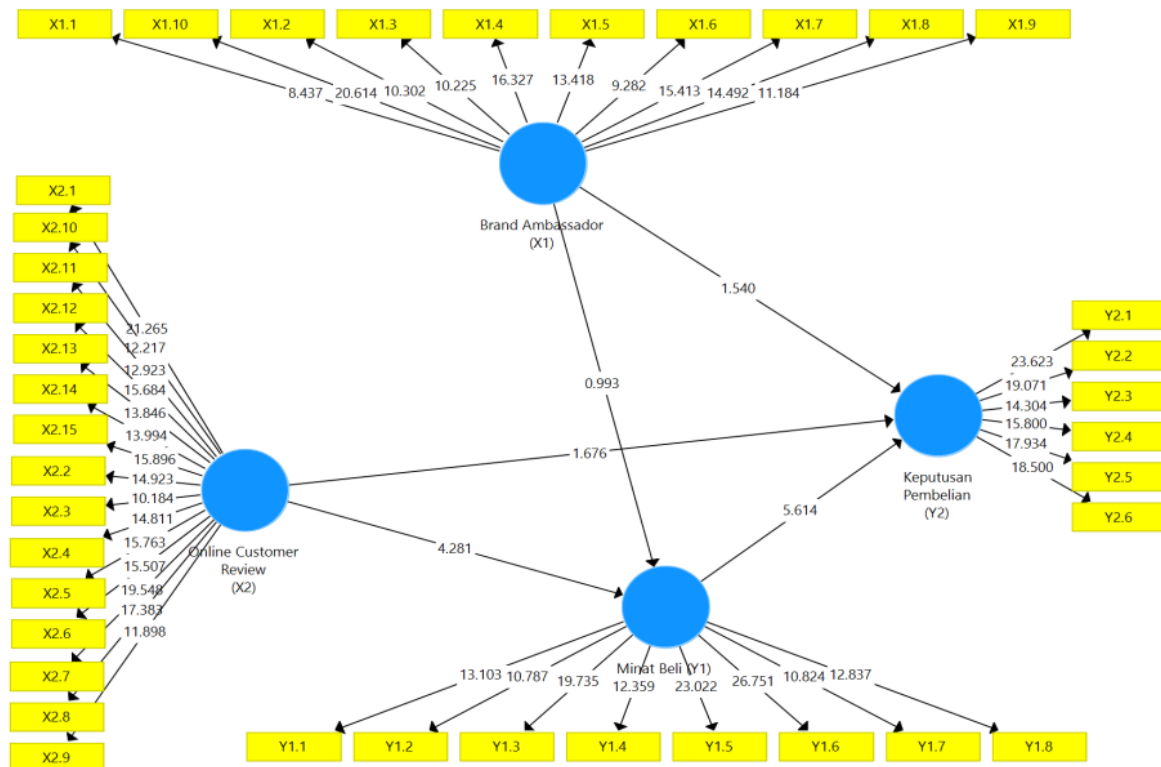 X1.1
X1.10
X1.2
X1.3
X1.4
X1.5
X1.6
X1.7
X1.8
X1.9
8.437
20.614
10.302
10.225
16.327
13.418
9.282
15.413
14.492
11.184
Brand Ambassador
(X1)
X2.1
X2.10
X2.11
X2.12
X2.13
X2.14
X2.15
X2.2
X2.3
X2.4
X2.5
X2.6
X2.7
X2.8
X2.9
21.265
12.217
12.923
15.684
13.846
13.994
15.896
14.923
10.184
14.811
15.763
15.507
19.548
17.383
11.898
Online Customer
Review
(X2)
1.540
0.993
1.676
4.281
5.614
Keputusan
Pembelian
(Y2)
23.623
19.071
14.304
15.800
17.934
18.500
Y2.1
Y2.2
Y2.3
Y2.4
Y2.5
Y2.6
Minat Beli (Y1)
13.103
10.787
19.735
12.359
23.022
26.751
10.824
12.837
Y1.1
Y1.2
Y1.3
Y1.4
Y1.5
Y1.6
Y1.7
Y1.8